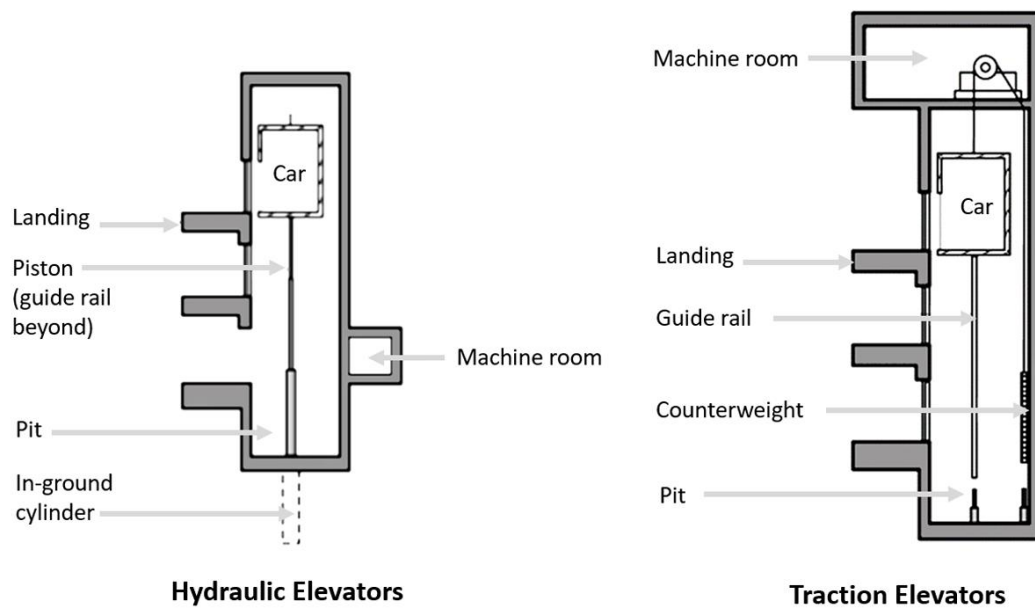 Car
Landing
Piston
(guide rail
beyond)
Machine room
Pit
In-ground
cylinder
Hydraulic Elevators
Machine room
Car
Landing
Guide rail
Counterweight
Pit
Traction Elevators